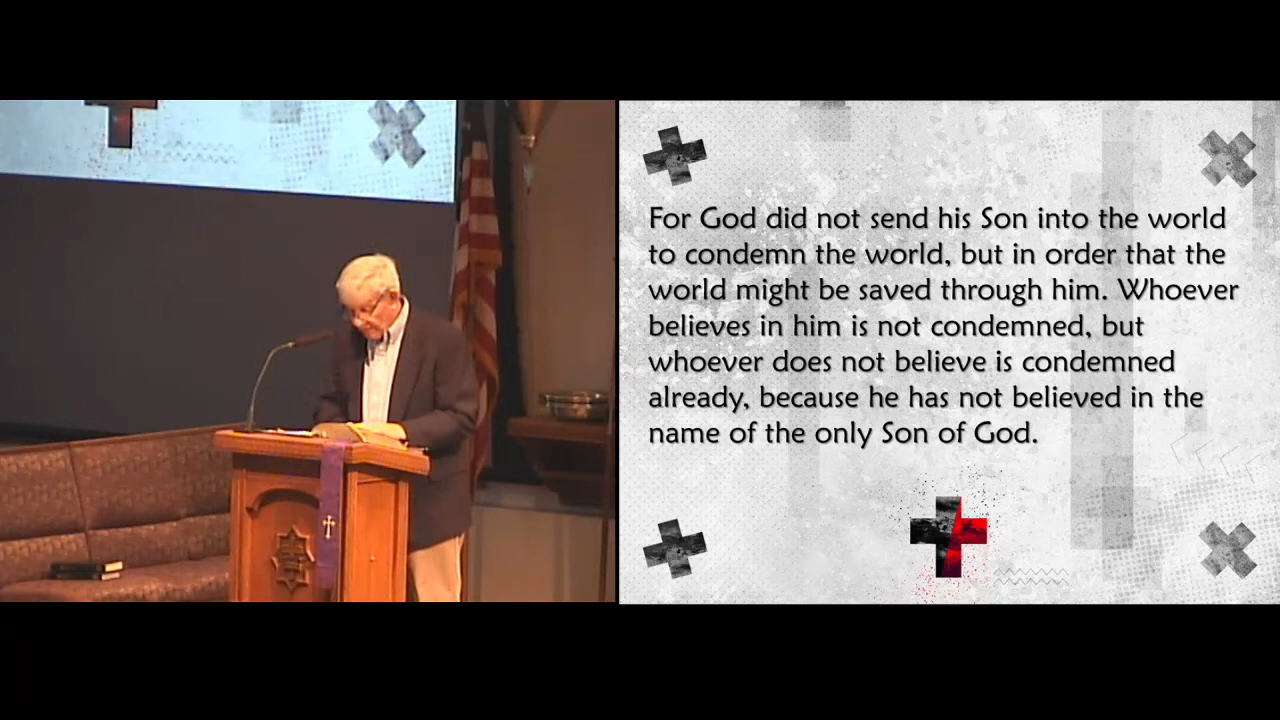 For God did not send his Son into the world
to condemn the world, but in order that the
world might be saved through him. Whoever
believes in him is not condemned, but
whoever does not believe is condemned
already, because he has not believed in the
name of the only Son of God.